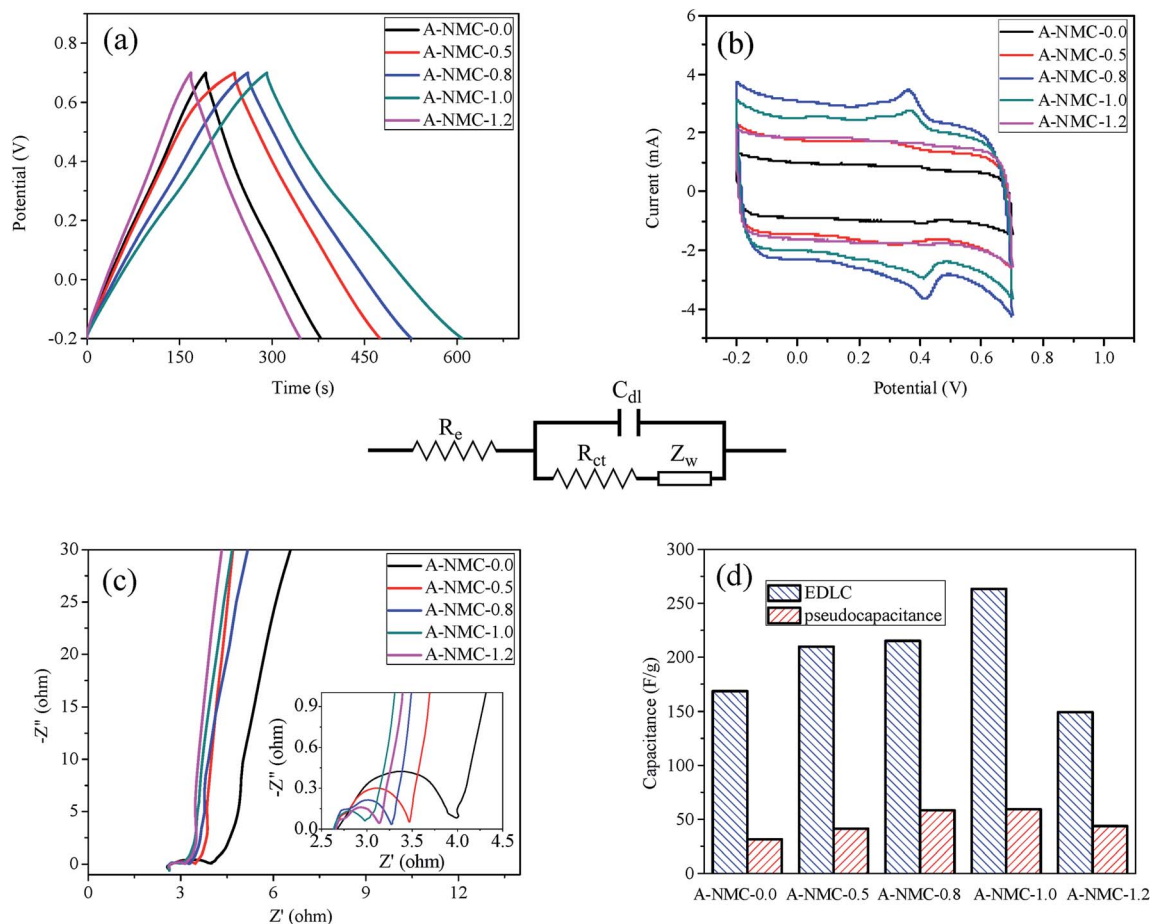 (a)
A-NMC-0.0
A-NMC-0.5
A-NMC-0.8
A-NMC-1.0
A-NMC-1.2
0.8
0.6
0.4
0.2
0.0
-0.2
Potential (V)
0 150 300 450 600
Time (s)
(b)
A-NMC-0.0
A-NMC-0.5
A-NMC-0.8
A-NMC-1.0
A-NMC-1.2
6
4
2
0
-2
-4
Current (mA)
-0.2 0.0 0.2 0.4 0.6 0.8 1.0
Potential (V)
Cdl
Re
Rct
Zw
(c)
A-NMC-0.0
A-NMC-0.5
A-NMC-0.8
A-NMC-1.0
A-NMC-1.2
30
25
20
15
10
5
0
-Z" (ohm)
0 3 6 9 12
Z' (ohm)
0.9
0.6
0.3
0.0
-Z" (ohm)
2.5 3.0 3.5 4.0 4.5
Z' (ohm)
(d)
EDLC
pseudocapacitance
300
250
200
150
100
50
0
Capacitance (F/g)
A-NMC-0.0 A-NMC-0.5 A-NMC-0.8 A-NMC-1.0 A-NMC-1.2